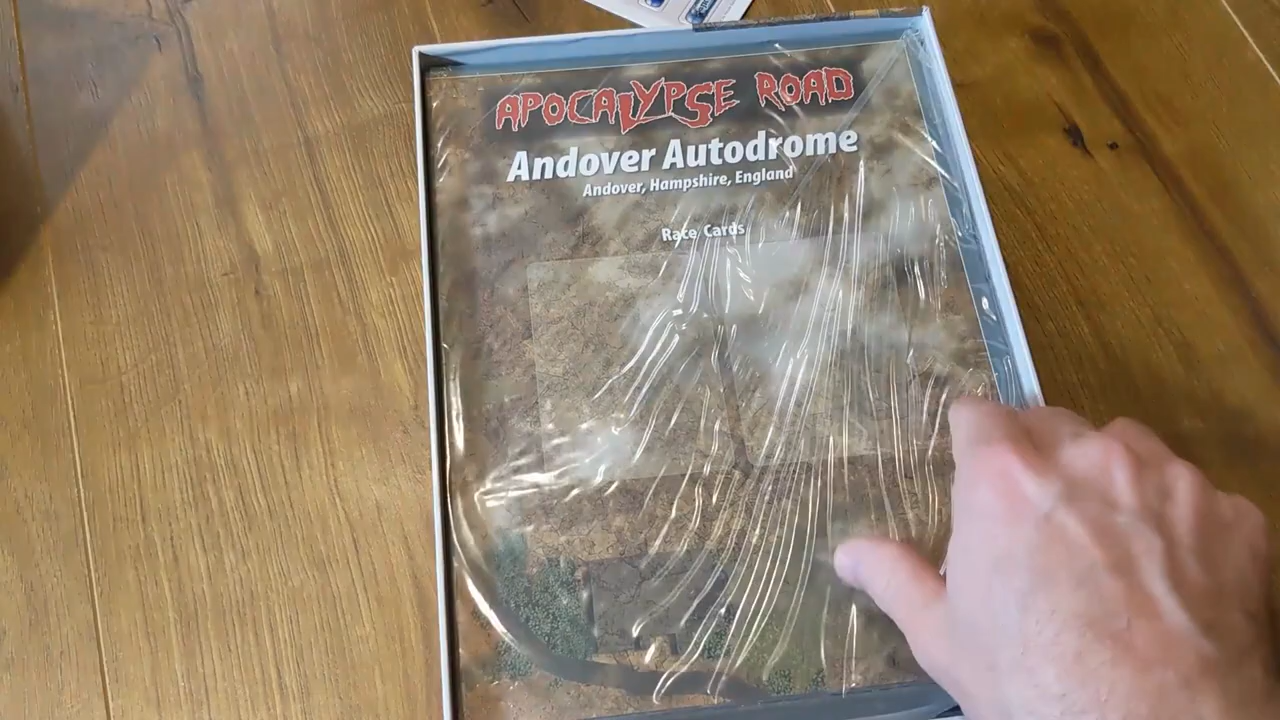 APOCALYPSE ROAD
Andover Autodrome
Andover, Hampshire, England
Race Cards